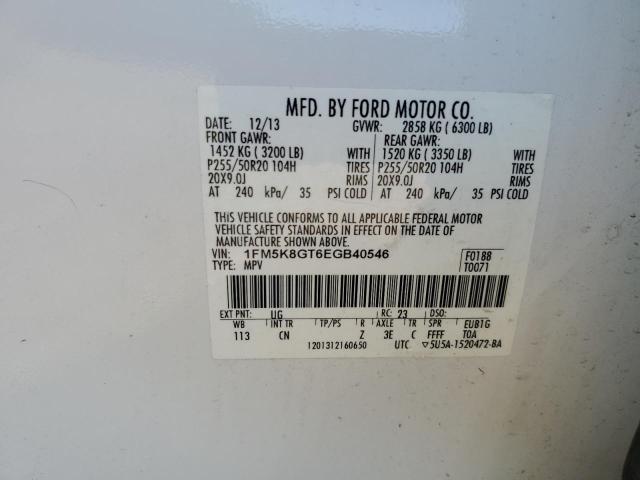 MFD. BY FORD MOTOR CO.
DATE: 12/13 GVWR: 2858 KG ( 6300 LB)
FRONT GAWR: REAR GAWR:
1452 KG ( 3200 LB) WITH 1520 KG ( 3350 LB) WITH
P255/50R20 104H TIRES P255/50R20 104H TIRES
20X9.0J RIMS 20X9.0J RIMS
AT 240 kPa/ 35 PSI COLD AT 240 kPa/ 35 PSI COLD
THIS VEHICLE CONFORMS TO ALL APPLICABLE FEDERAL MOTOR
VEHICLE SAFETY STANDARDS IN EFFECT ON THE DATE OF
MANUFACTURE SHOWN ABOVE.
VIN: 1FM5K8GT6EGB40546 F0188
TYPE: MPV T0071
EXT PNT: UG RC: 23 DSO:
WB INT TR TP/PS R AXLE TR SPR EUB1G
113 CN Z 3E C FFFF T0A
1201312160650 UTC ▽5U5A-1520472-BA